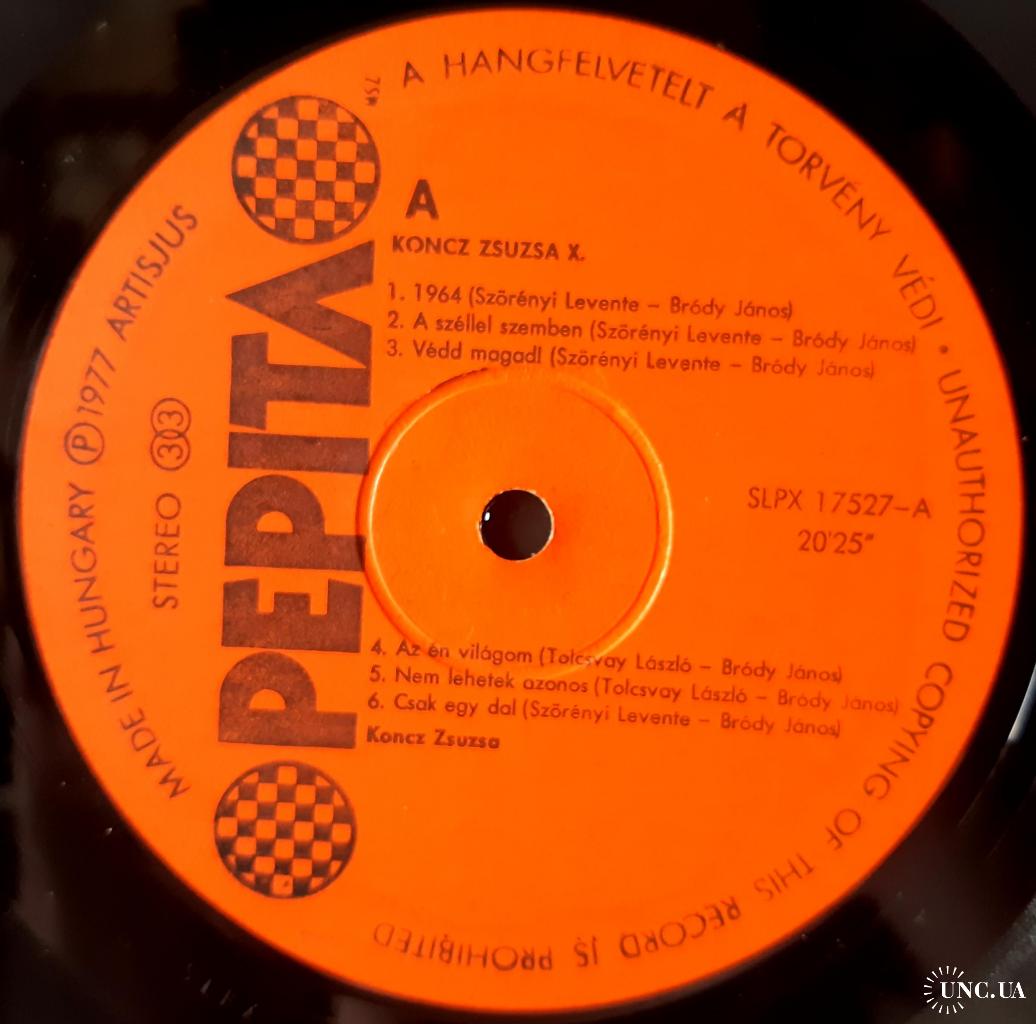 A HANGFELVETELT A TORVÉNY VÉDI • UNAUTHORIZED COPYING OF THIS RECORD IS PROHIBITED
MADE IN HUNGARY Ⓟ 1977 ARTISJUS
STEREO 33
PEPITA
A
KONCZ ZSUZSA X.
1. 1964 (Szörényi Levente – Bródy János)
2. A széllel szemben (Szörényi Levente – Bródy János)
3. Védd magad! (Szörényi Levente – Bródy János)
SLPX 17527–A
20'25"
4. Az én világom (Tolcsvay László – Bródy János)
5. Nem lehetek azonos (Tolcsvay László – Bródy János)
6. Csak egy dal (Szörényi Levente – Bródy János)
Koncz Zsuzsa
UNC.UA